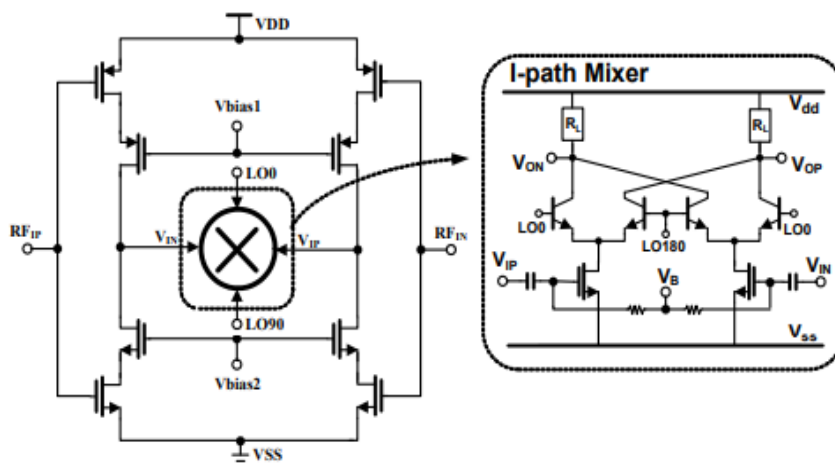 VDD
Vbias1
LO0
RFIP
VIN
VIP
RFIN
LO90
Vbias2
VSS
I-path Mixer
Vdd
RL
RL
VON
VOP
LO0
LO180
LO0
VIP
VB
VIN
Vss